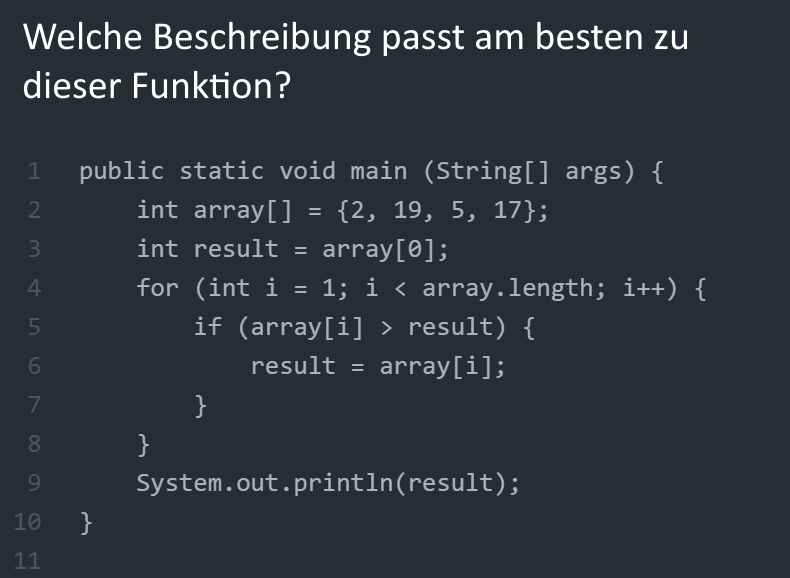 Welche Beschreibung passt am besten zu
dieser Funktion?
1 public static void main (String[] args) {
2 int array[] = {2, 19, 5, 17};
3 int result = array[0];
4 for (int i = 1; i < array.length; i++) {
5 if (array[i] > result) {
6 result = array[i];
7 }
8 }
9 System.out.println(result);
10 }
11